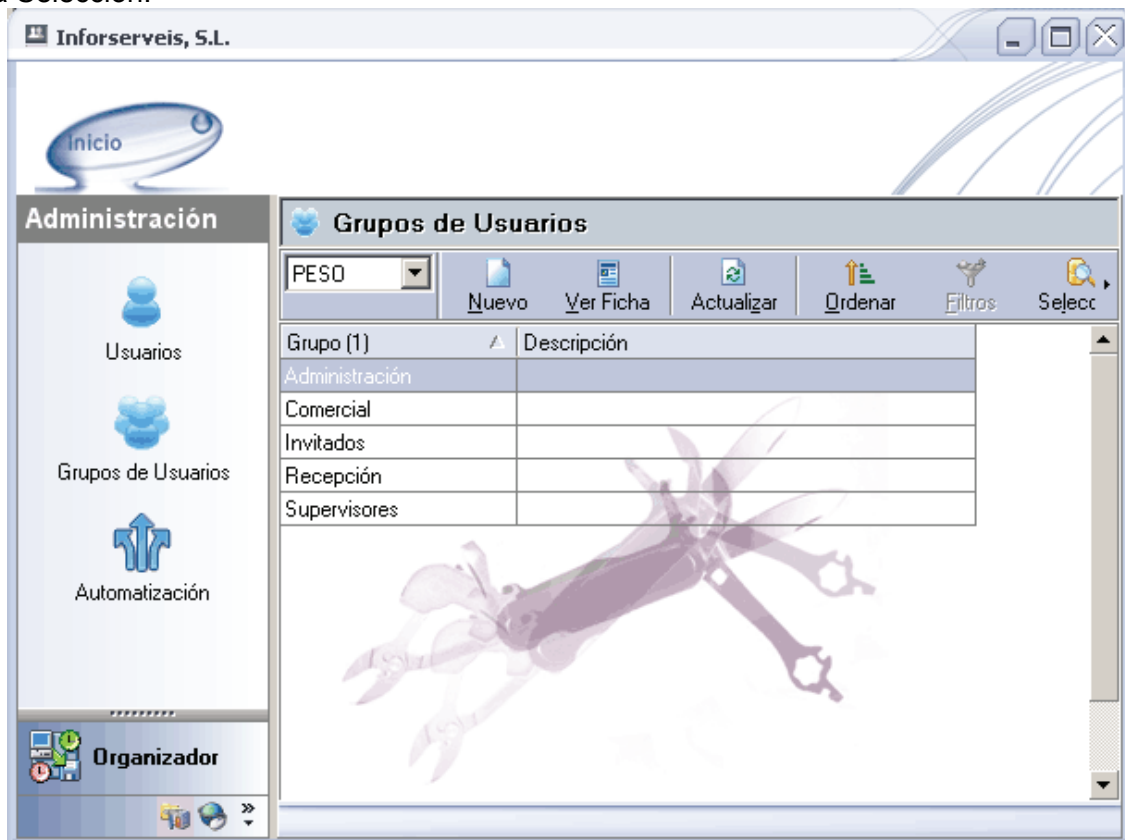 a Selección.
Inforserveis, S.L.
Inicio
Administración
Grupos de Usuarios
PESO
Nuevo
Ver Ficha
Actualizar
Ordenar
Filtros
Selecc
Usuarios
Grupos de Usuarios
Automatización
Grupo (1)
Descripción
Administración
Comercial
Invitados
Recepción
Supervisores
Organizador